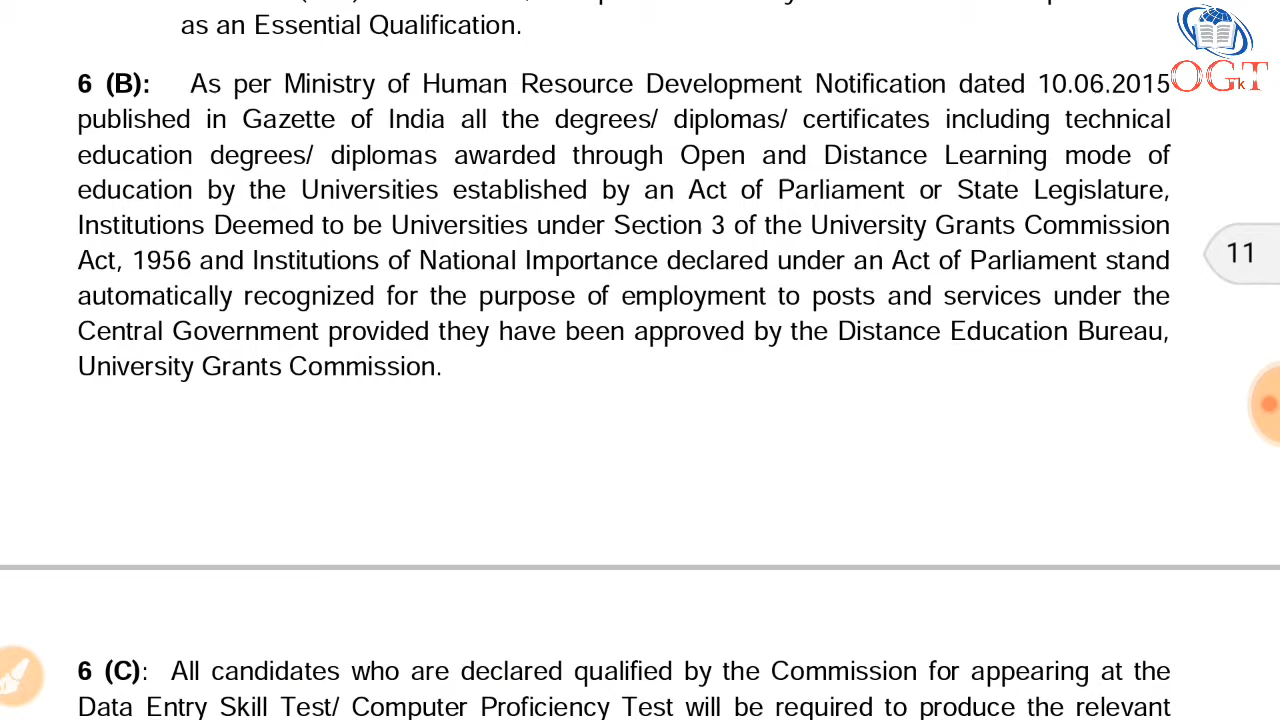 as an Essential Qualification.
6 (B): As per Ministry of Human Resource Development Notification dated 10.06.2015
published in Gazette of India all the degrees/ diplomas/ certificates including technical
education degrees/ diplomas awarded through Open and Distance Learning mode of
education by the Universities established by an Act of Parliament or State Legislature,
Institutions Deemed to be Universities under Section 3 of the University Grants Commission
Act, 1956 and Institutions of National Importance declared under an Act of Parliament stand
automatically recognized for the purpose of employment to posts and services under the
Central Government provided they have been approved by the Distance Education Bureau,
University Grants Commission.
6 (C): All candidates who are declared qualified by the Commission for appearing at the
Data Entry Skill Test/ Computer Proficiency Test will be required to produce the relevant
OGkT
11